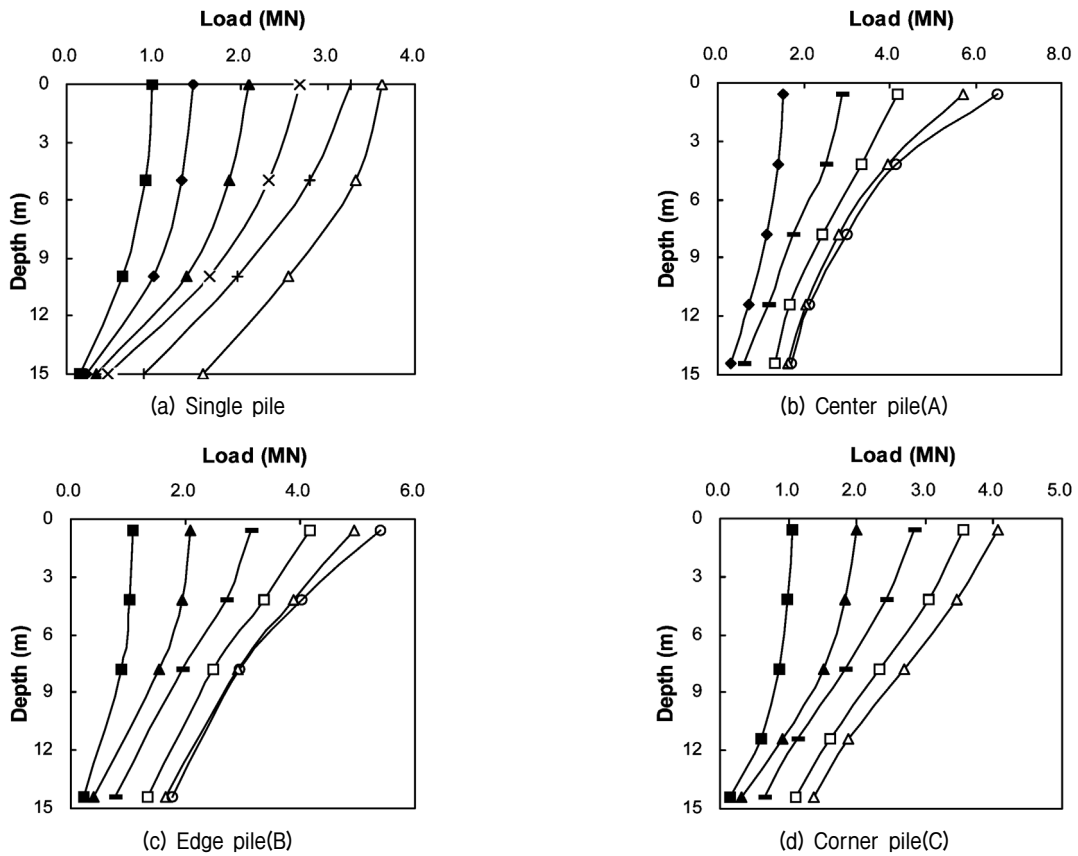 Load (MN)
0.0 1.0 2.0 3.0 4.0
0
3
6
9
12
15
Depth (m)
(a) Single pile
Load (MN)
0.0 2.0 4.0 6.0 8.0
0
3
6
9
12
15
Depth (m)
(b) Center pile(A)
Load (MN)
0.0 2.0 4.0 6.0
0
3
6
9
12
15
Depth (m)
(c) Edge pile(B)
Load (MN)
0.0 1.0 2.0 3.0 4.0 5.0
0
3
6
9
12
15
Depth (m)
(d) Corner pile(C)